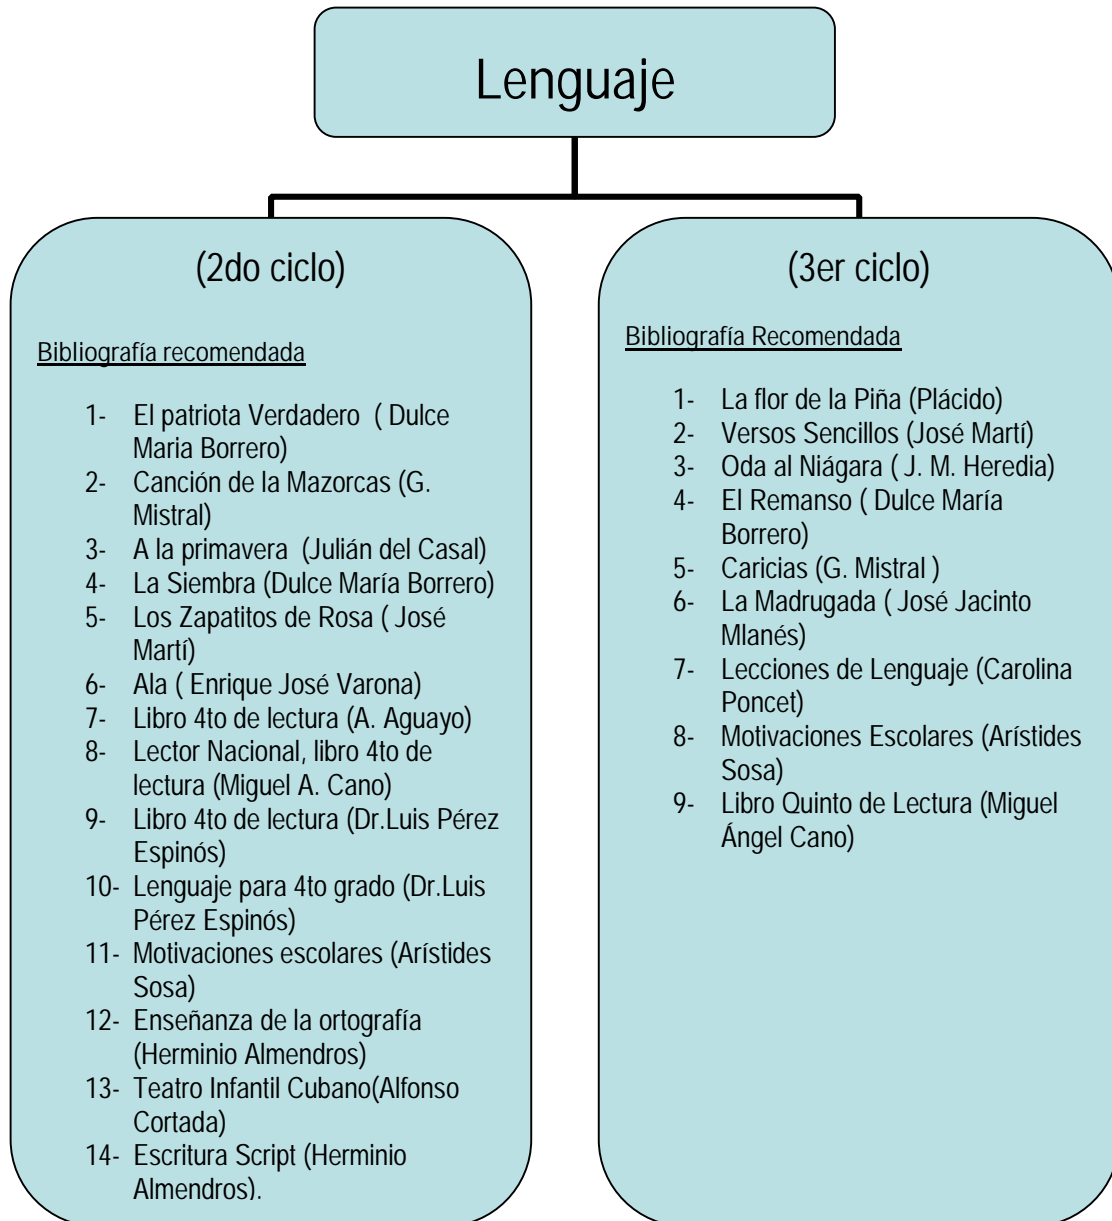 Lenguaje
(2do ciclo)
Bibliografía recomendada
1- El patriota Verdadero ( Dulce
Maria Borrero)
2- Canción de la Mazorcas (G.
Mistral)
3- A la primavera (Julián del Casal)
4- La Siembra (Dulce María Borrero)
5- Los Zapatitos de Rosa ( José
Martí)
6- Ala ( Enrique José Varona)
7- Libro 4to de lectura (A. Aguayo)
8- Lector Nacional, libro 4to de
lectura (Miguel A. Cano)
9- Libro 4to de lectura (Dr.Luis Pérez
Espinós)
10- Lenguaje para 4to grado (Dr.Luis
Pérez Espinós)
11- Motivaciones escolares (Arístides
Sosa)
12- Enseñanza de la ortografía
(Herminio Almendros)
13- Teatro Infantil Cubano(Alfonso
Cortada)
14- Escritura Script (Herminio
Almendros).
(3er ciclo)
Bibliografía Recomendada
1- La flor de la Piña (Plácido)
2- Versos Sencillos (José Martí)
3- Oda al Niágara ( J. M. Heredia)
4- El Remanso ( Dulce María
Borrero)
5- Caricias (G. Mistral )
6- La Madrugada ( José Jacinto
Mlanés)
7- Lecciones de Lenguaje (Carolina
Poncet)
8- Motivaciones Escolares (Arístides
Sosa)
9- Libro Quinto de Lectura (Miguel
Ángel Cano)